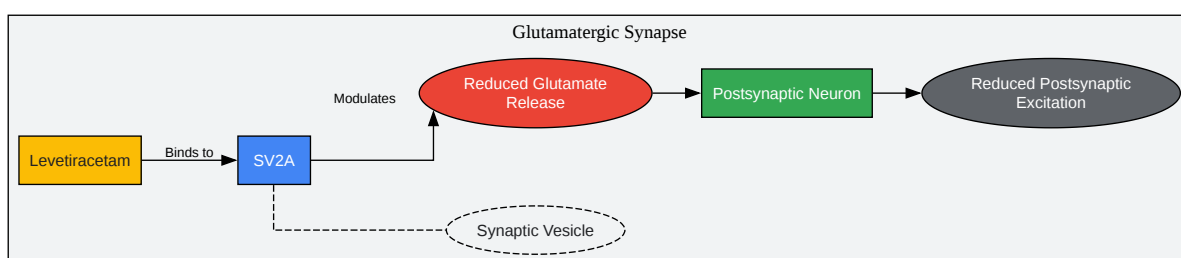 Glutamatergic Synapse
Reduced Glutamate
Release
Modulates
Postsynaptic Neuron
Reduced Postsynaptic
Excitation
Levetiracetam
Binds to
SV2A
Synaptic Vesicle